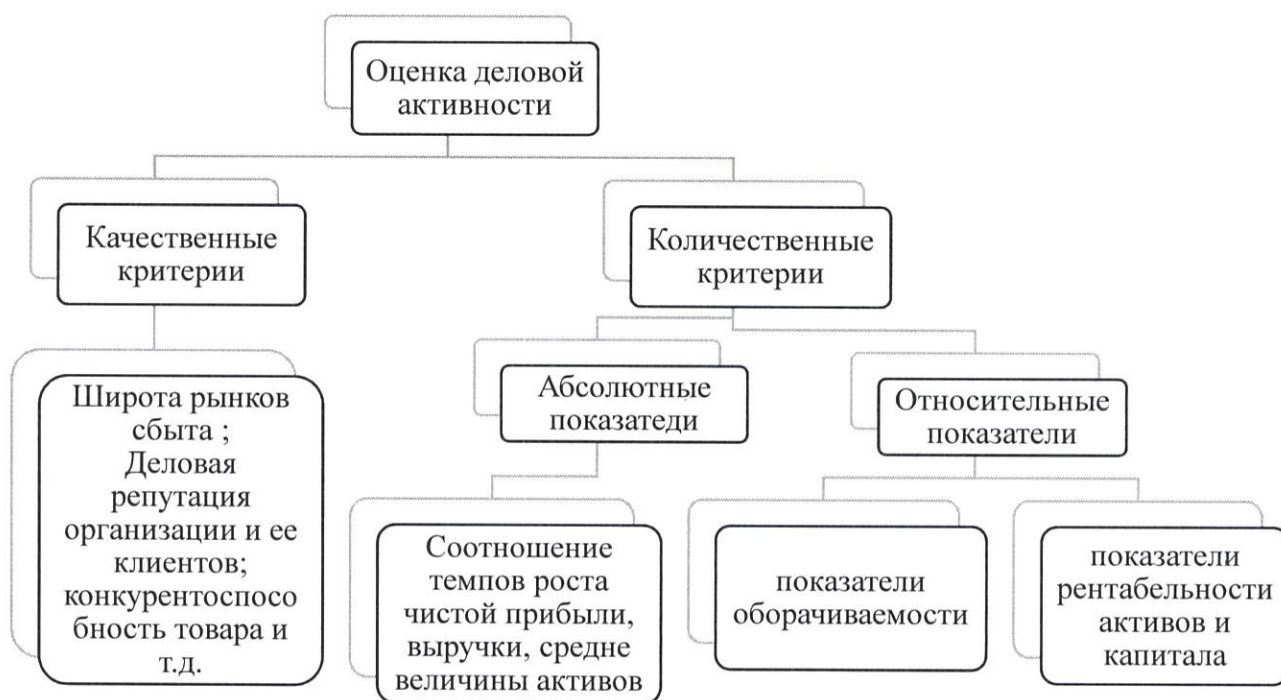 Оценка деловой
активности
Качественные
критерии
Количественные
критерии
Широта рынков
сбыта ;
Деловая
репутация
организации и ее
клиентов;
конкурентоспосо
бность товара и
т.д.
Абсолютные
показатеди
Относительные
показатели
Соотношение
темпов роста
чистой прибыли,
выручки, средне
величины активов
показатели
оборачиваемости
показатели
рентабельности
активов и
капитала